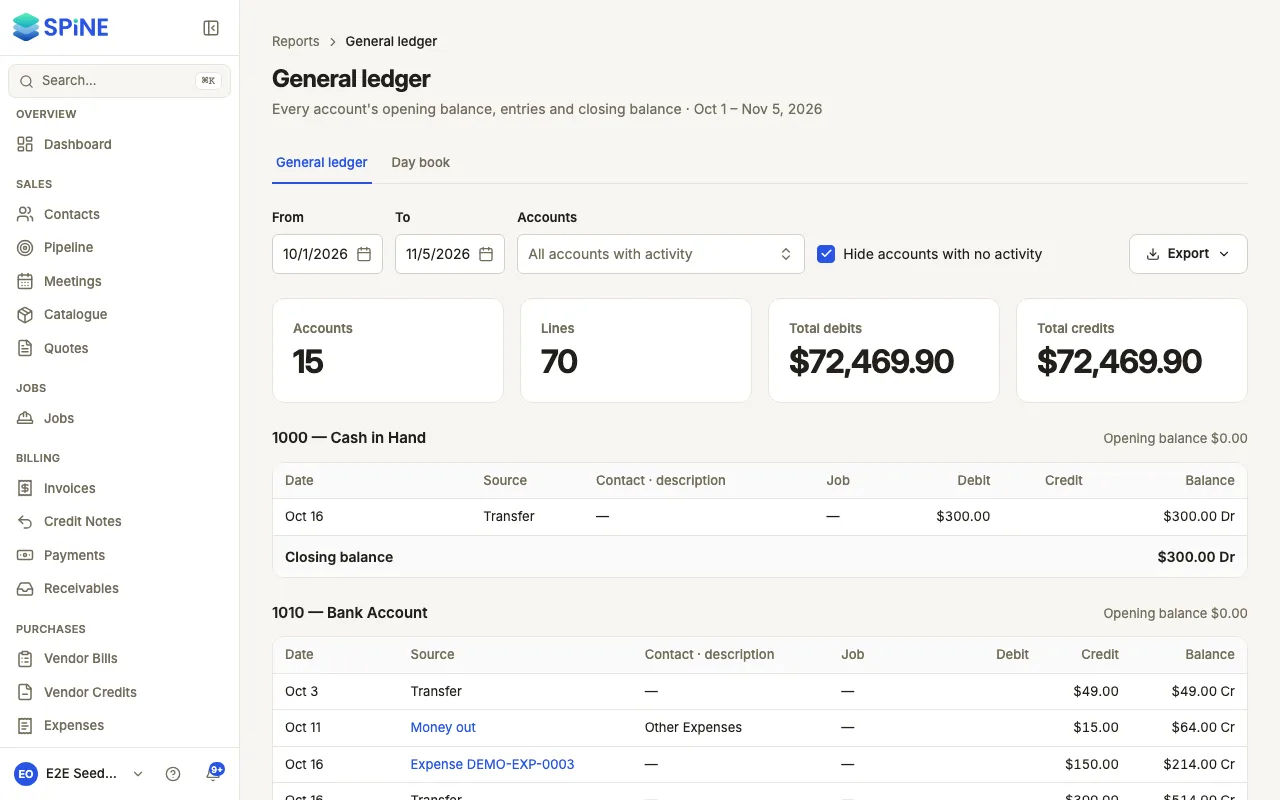 SPiNE
Search...
⌘K
OVERVIEW
Dashboard
SALES
Contacts
Pipeline
Meetings
Catalogue
Quotes
JOBS
Jobs
BILLING
Invoices
Credit Notes
Payments
Receivables
PURCHASES
Vendor Bills
Vendor Credits
Expenses
EO E2E Seed... 9+
Reports General ledger
General ledger
Every account's opening balance, entries and closing balance · Oct 1 – Nov 5, 2026
General ledger Day book
From To Accounts
10/1/2026 11/5/2026 All accounts with activity Hide accounts with no activity Export
Accounts Lines Total debits Total credits
15 70 $72,469.90 $72,469.90
1000 — Cash in Hand Opening balance $0.00
Date Source Contact · description Job Debit Credit Balance
Oct 16 Transfer — — $300.00 $300.00 Dr
Closing balance $300.00 Dr
1010 — Bank Account Opening balance $0.00
Date Source Contact · description Job Debit Credit Balance
Oct 3 Transfer — — $49.00 $49.00 Cr
Oct 11 Money out Other Expenses — $15.00 $64.00 Cr
Oct 16 Expense DEMO-EXP-0003 — — $150.00 $214.00 Cr
Oct 16 Transfer — — $300.00 $514.00 Cr